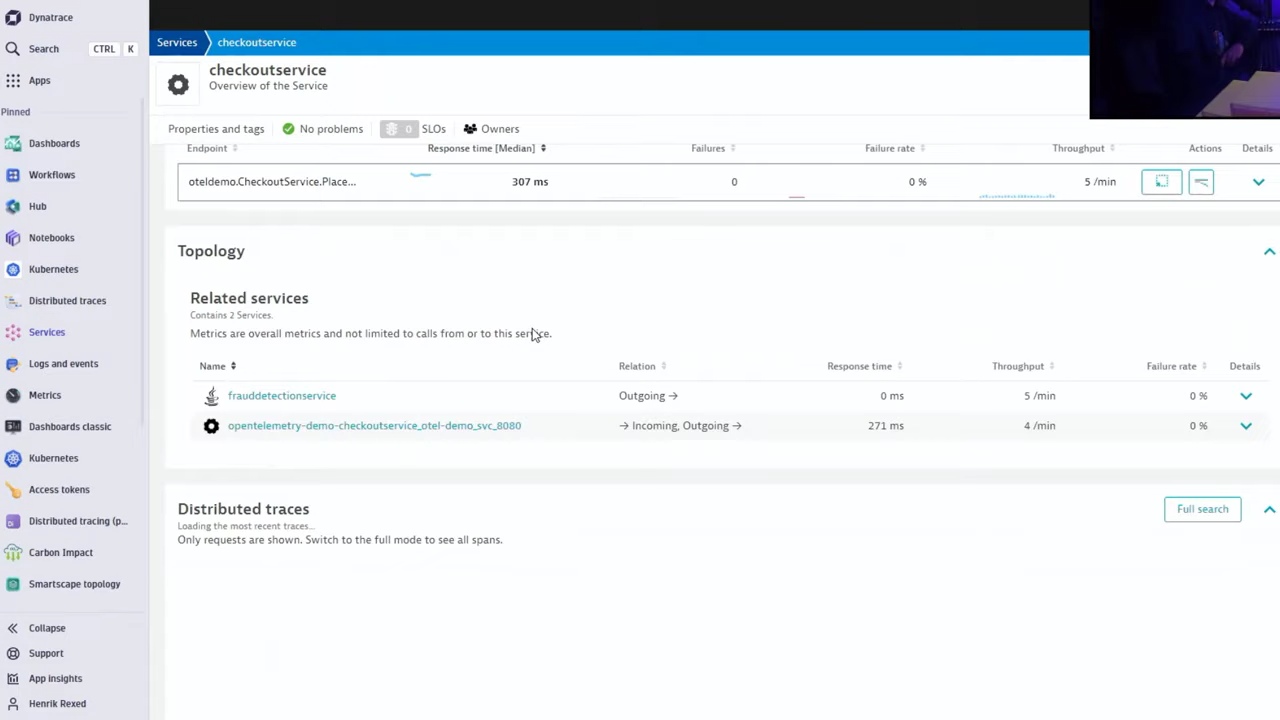 Dynatrace
Search CTRL K
Apps
Pinned
Dashboards
Workflows
Hub
Notebooks
Kubernetes
Distributed traces
Services
Logs and events
Metrics
Dashboards classic
Kubernetes
Access tokens
Distributed tracing (p...
Carbon Impact
Smartscape topology
Collapse
Support
App insights
Henrik Rexed
Services checkoutservice
checkoutservice
Overview of the Service
Properties and tags No problems 0 SLOs Owners
Endpoint Response time [Median] Failures Failure rate Throughput Actions Details
oteldemo.CheckoutService.Place... 307 ms 0 0 % 5 /min
Topology
Related services
Contains 2 Services.
Metrics are overall metrics and not limited to calls from or to this service.
Name Relation Response time Throughput Failure rate Details
frauddetectionservice Outgoing → 0 ms 5 /min 0 %
opentelemetry-demo-checkoutservice_otel-demo_svc_8080 → Incoming, Outgoing → 271 ms 4 /min 0 %
Distributed traces Full search
Loading the most recent traces...
Only requests are shown. Switch to the full mode to see all spans.